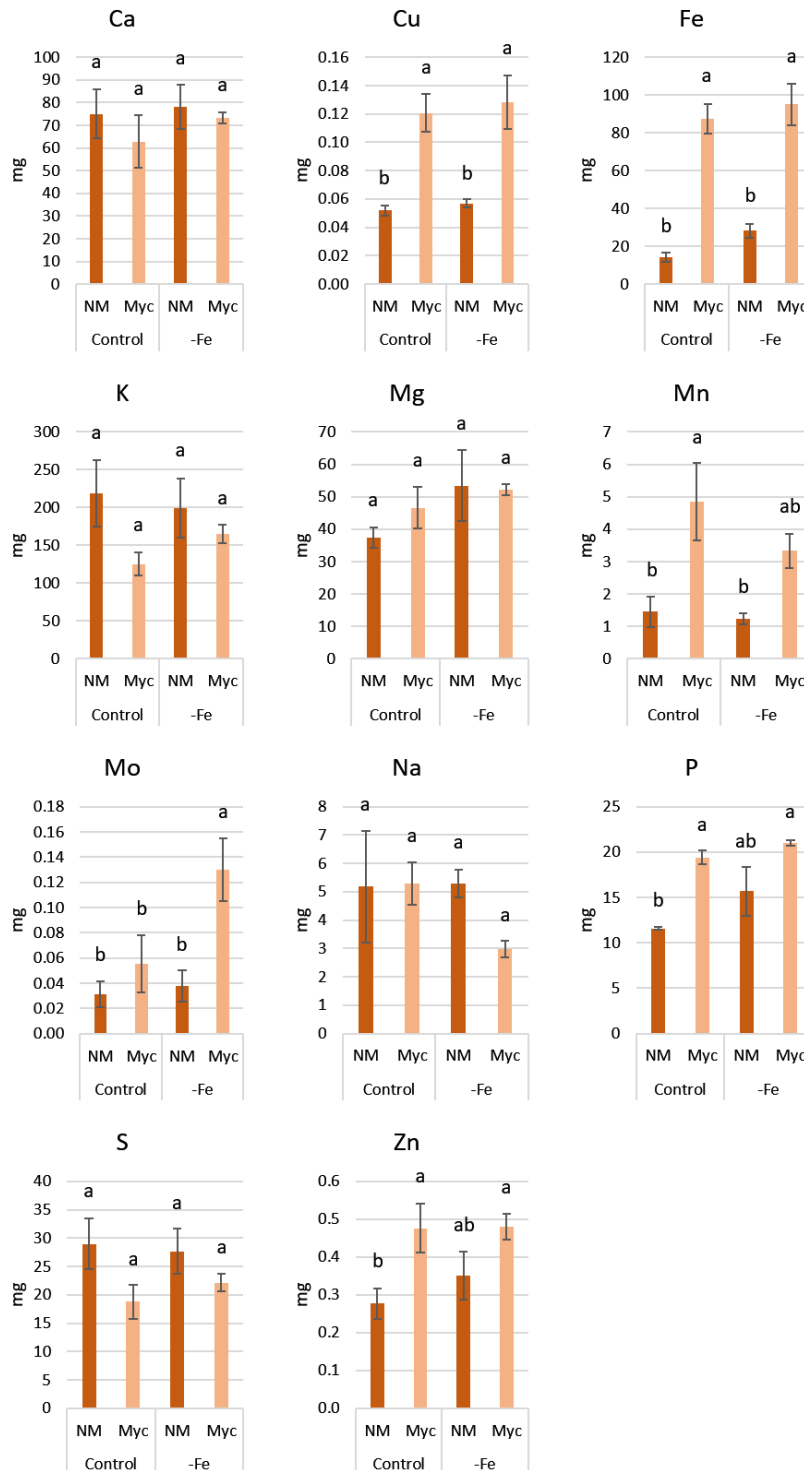 Ca
100
90
80
70
60
50
40
30
20
10
0
mg
a
a
a
a
NM Myc NM Myc
Control -Fe
Cu
0.16
0.14
0.12
0.10
0.08
0.06
0.04
0.02
0.00
mg
b
a
b
a
NM Myc NM Myc
Control -Fe
Fe
120
100
80
60
40
20
0
mg
b
a
b
a
NM Myc NM Myc
Control -Fe
K
300
250
200
150
100
50
0
mg
a
a
a
a
NM Myc NM Myc
Control -Fe
Mg
70
60
50
40
30
20
10
0
mg
a
a
a
a
NM Myc NM Myc
Control -Fe
Mn
7
6
5
4
3
2
1
0
mg
b
a
b
ab
NM Myc NM Myc
Control -Fe
Mo
0.18
0.16
0.14
0.12
0.10
0.08
0.06
0.04
0.02
0.00
mg
b
b
b
a
NM Myc NM Myc
Control -Fe
Na
8
7
6
5
4
3
2
1
0
mg
a
a
a
a
NM Myc NM Myc
Control -Fe
P
25
20
15
10
5
0
mg
b
a
ab
a
NM Myc NM Myc
Control -Fe
S
40
35
30
25
20
15
10
5
0
mg
a
a
a
a
NM Myc NM Myc
Control -Fe
Zn
0.6
0.5
0.4
0.3
0.2
0.1
0.0
mg
b
a
ab
a
NM Myc NM Myc
Control -Fe